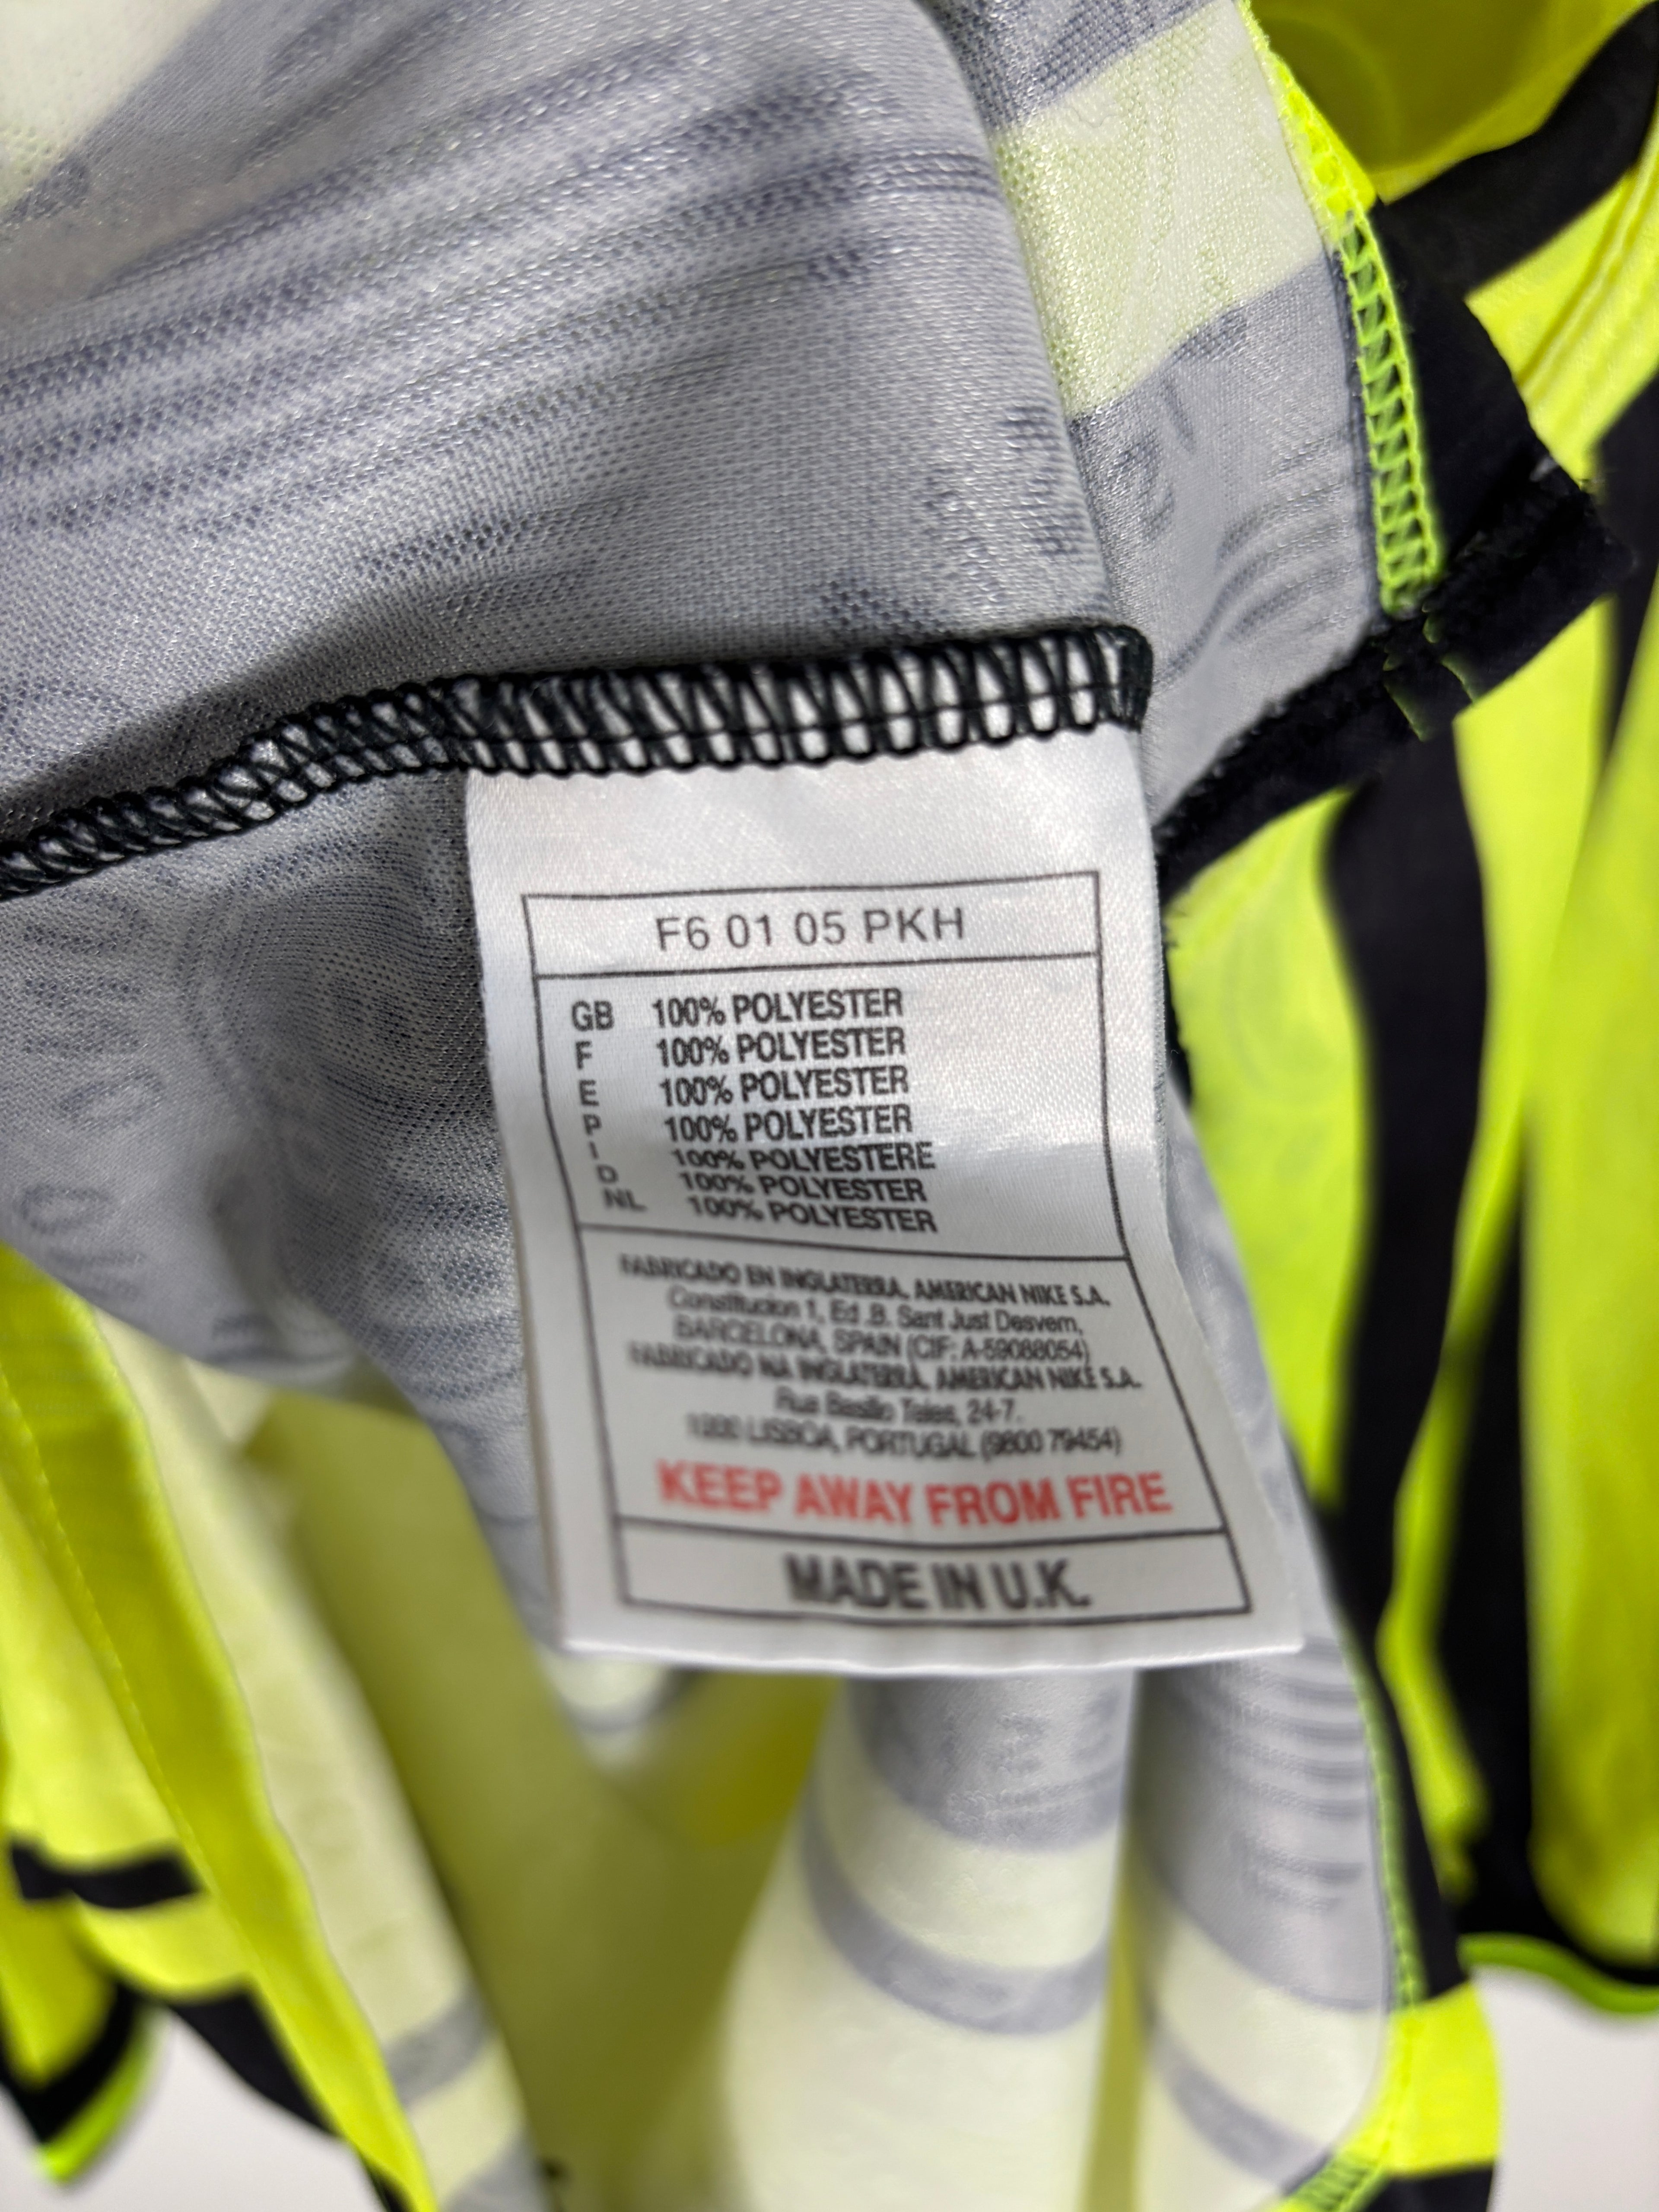 F6 01 05 PKH
GB 100% POLYESTER
F 100% POLYESTER
E 100% POLYESTER
P 100% POLYESTER
I 100% POLYESTERE
D 100% POLYESTER
NL 100% POLYESTER
FABRICADO EN INGLATERRA, AMERICAN NIKE S.A.
Constitucion 1, Ed .B. Sant Just Desvern,
BARCELONA, SPAIN (CIF: A-59088054)
FABRICADO NA INGLATERRA, AMERICAN NIKE S.A.
Rua Basilio Teles, 24-7.
LISBOA, PORTUGAL (9800 79454)
KEEP AWAY FROM FIRE
MADE IN U.K.